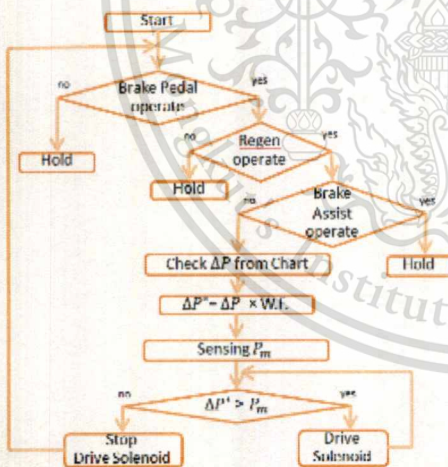 Start
no
Brake Pedal
operate
yes
Hold
no
Regen
operate
yes
Hold
no
Brake
Assist
operate
yes
Hold
Check ΔP from Chart
ΔP* = ΔP × W.F.
Sensing Pₘ
no
ΔP* > Pₘ
yes
Stop
Drive Solenoid
Drive
Solenoid